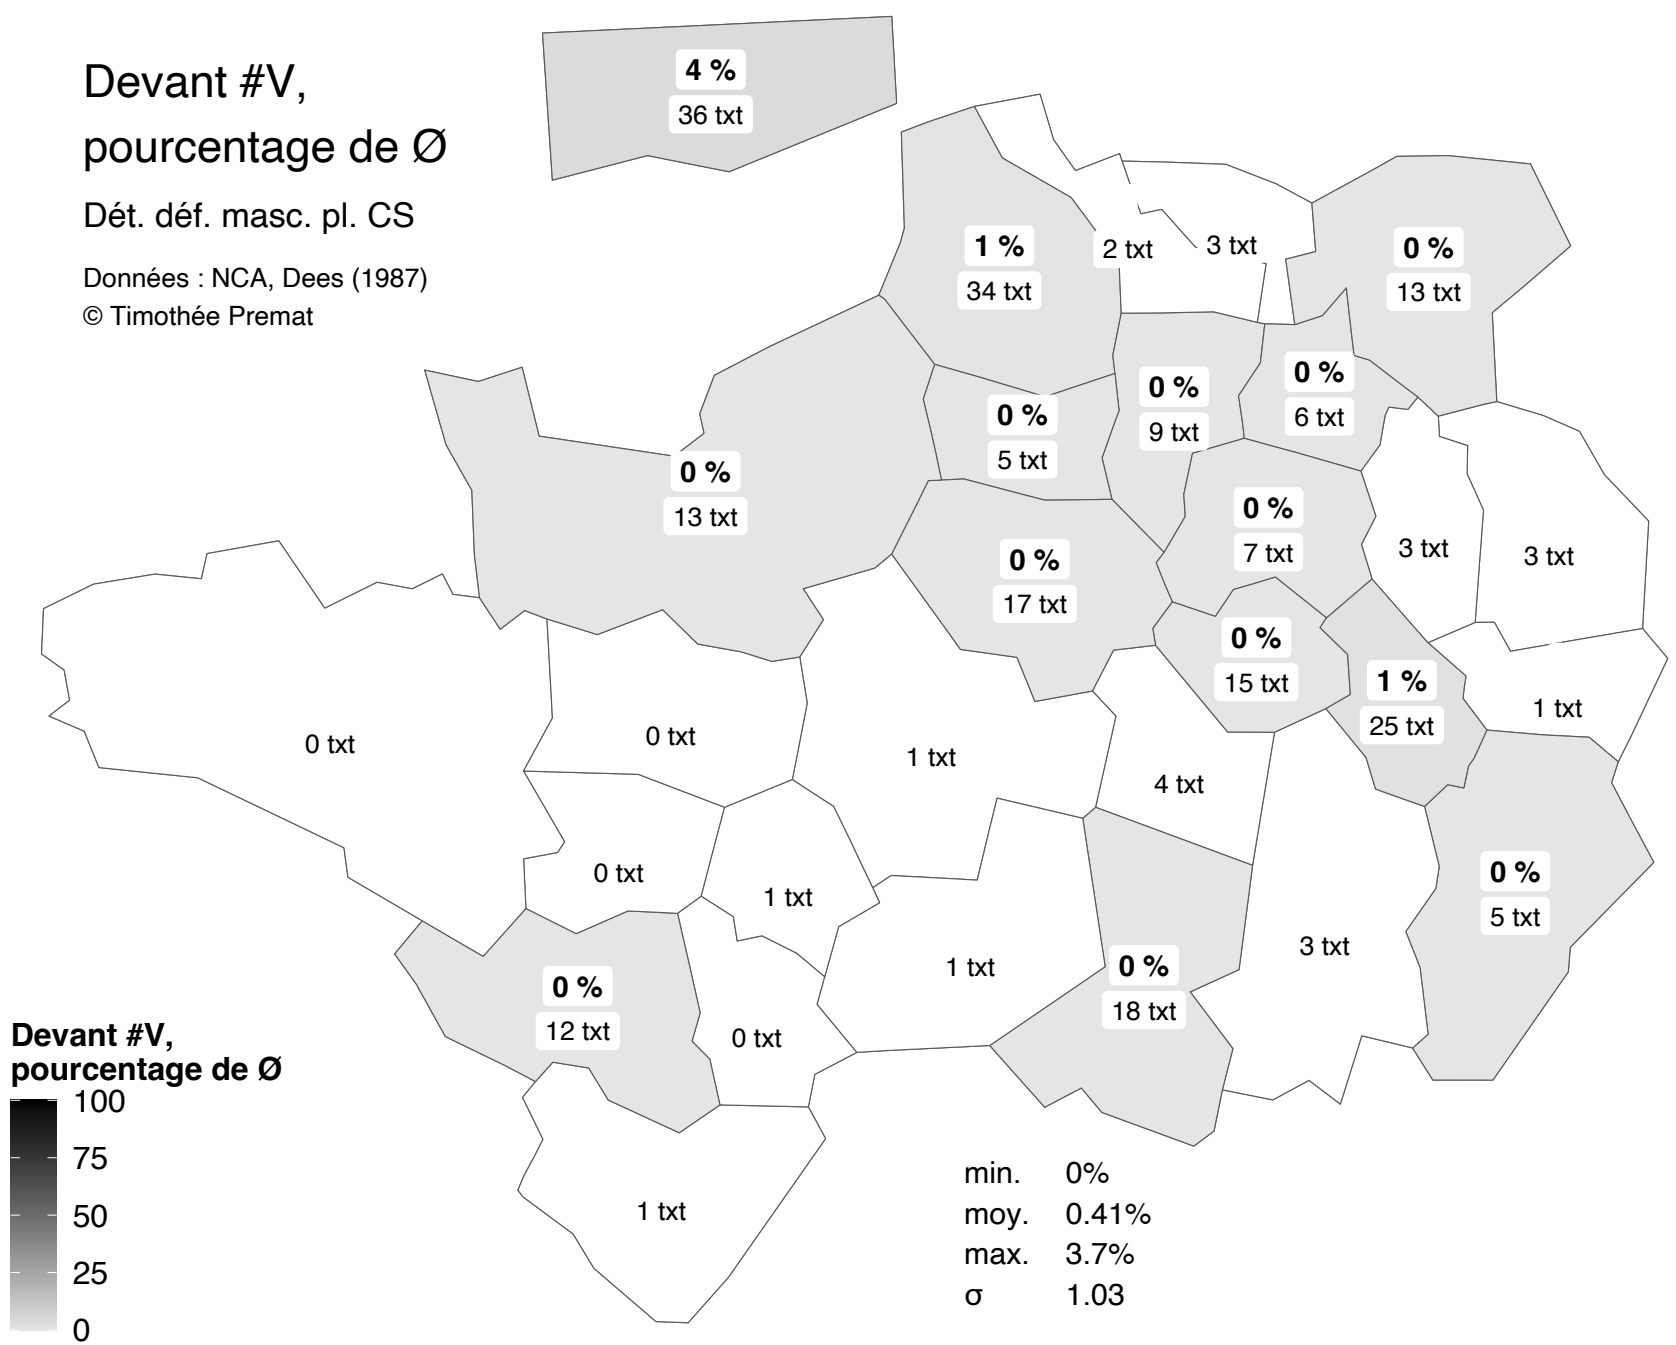 Devant #V,
pourcentage de Ø
Dét. déf. masc. pl. CS
Données : NCA, Dees (1987)
© Timothée Premat
4 %
36 txt
1 %
34 txt
2 txt
3 txt
0 %
13 txt
0 %
5 txt
0 %
9 txt
0 %
6 txt
0 %
13 txt
0 %
17 txt
0 %
7 txt
3 txt
3 txt
0 %
15 txt
1 %
25 txt
1 txt
0 txt
0 txt
1 txt
4 txt
0 txt
1 txt
0 %
5 txt
1 txt
0 %
18 txt
3 txt
0 %
12 txt
0 txt
1 txt
Devant #V,
pourcentage de Ø
100
75
50
25
0
min. 0%
moy. 0.41%
max. 3.7%
σ 1.03